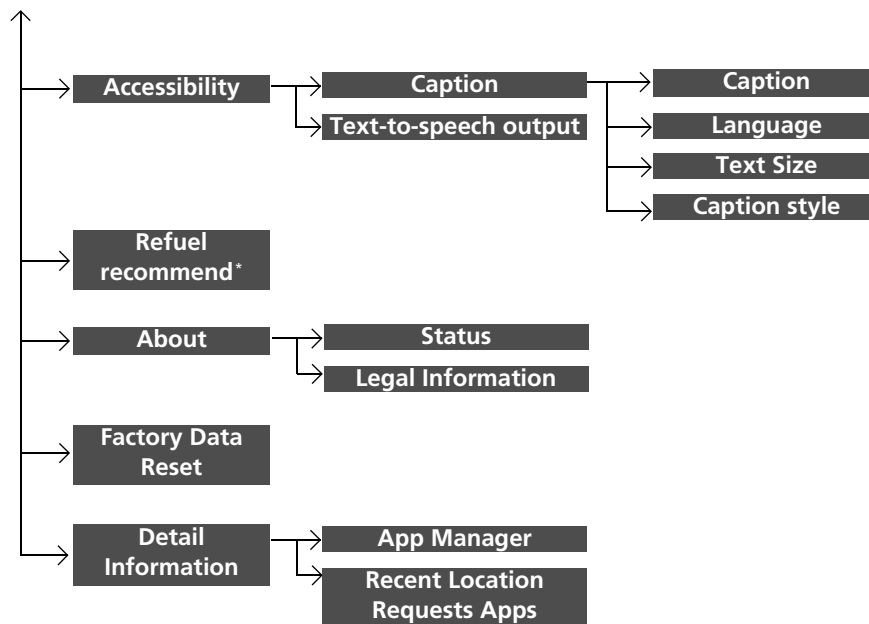 Accessibility
Caption
Text-to-speech output
Caption
Language
Text Size
Caption style
Refuel
recommend*
About
Status
Legal Information
Factory Data
Reset
Detail
Information
App Manager
Recent Location
Requests Apps